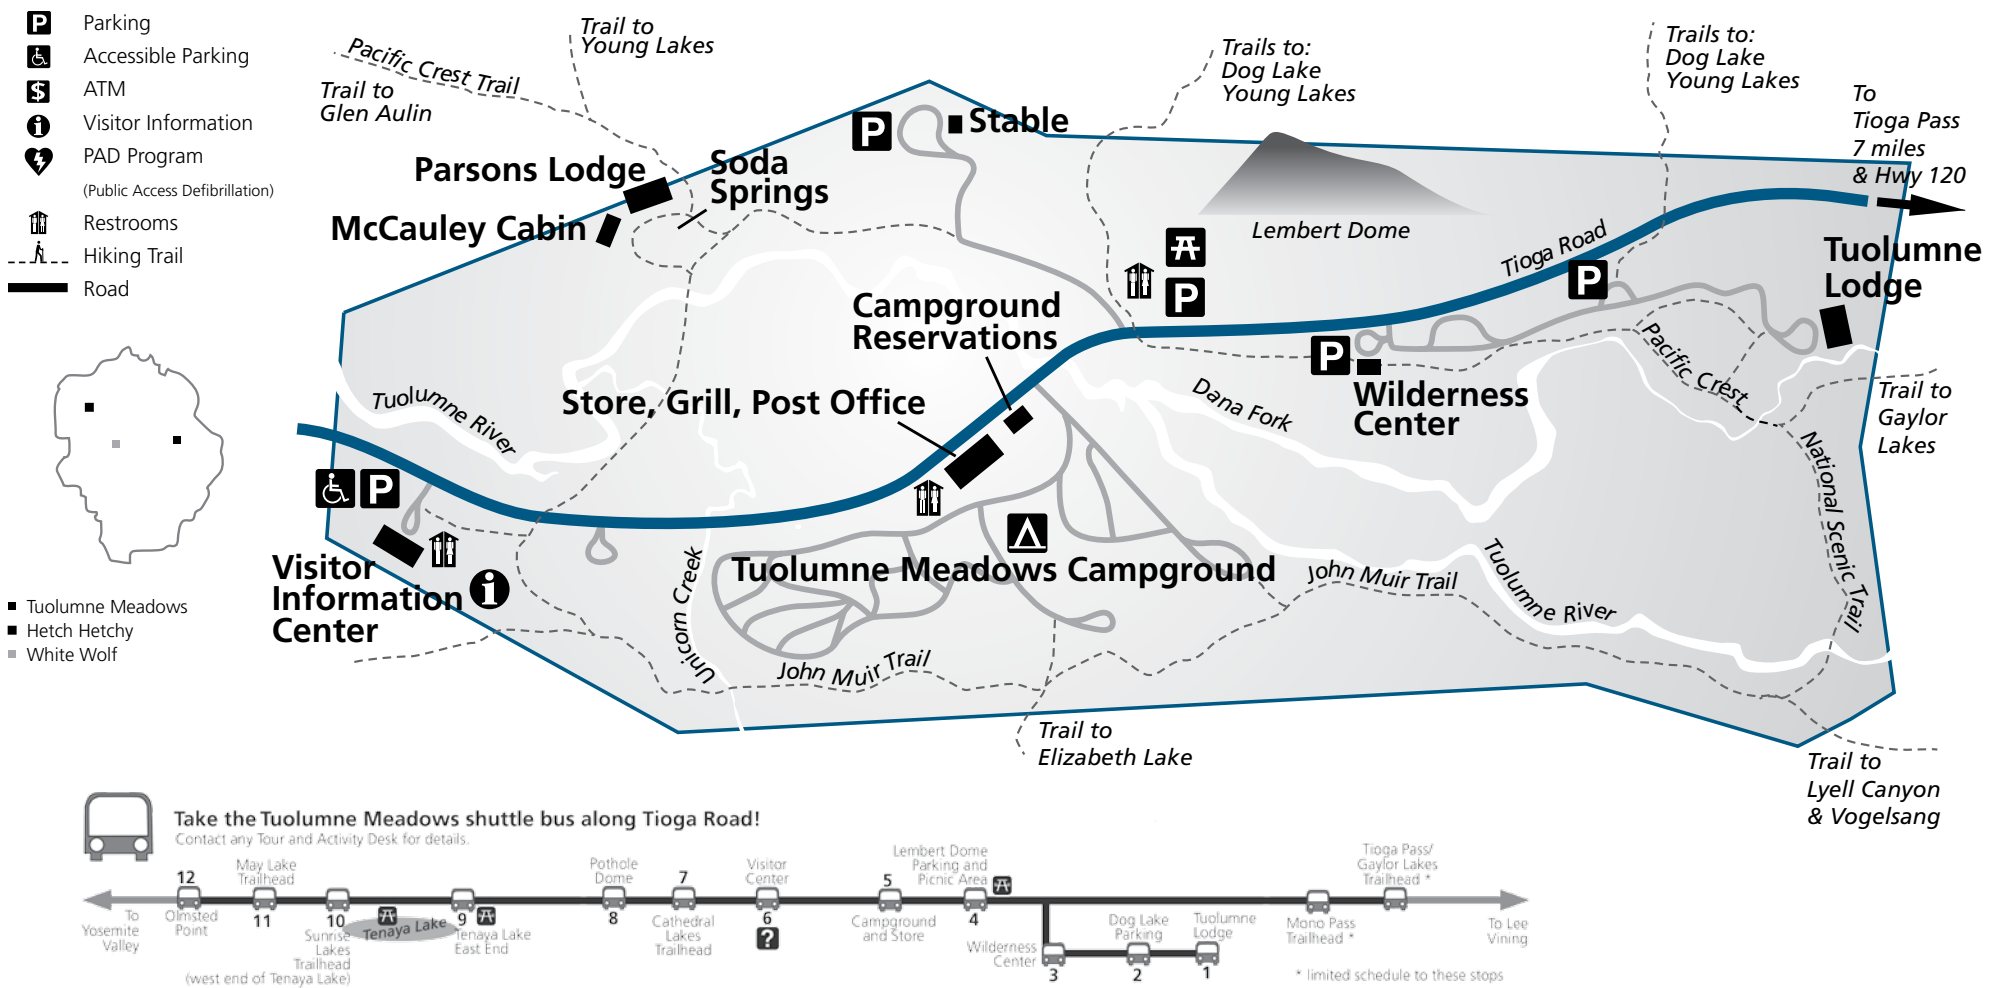 Parking
Accessible Parking
ATM
Visitor Information
PAD Program
(Public Access Defibrillation)
Restrooms
Hiking Trail
Road
Tuolumne Meadows
Hetch Hetchy
White Wolf
Pacific Crest Trail
Trail to
Glen Aulin
Trail to
Young Lakes
Trails to:
Dog Lake
Young Lakes
Trails to:
Dog Lake
Young Lakes
To
Tioga Pass
7 miles
& Hwy 120
P
Stable
Parsons Lodge
Soda
Springs
McCauley Cabin
Lembert Dome
Tioga Road
P
P
Tuolumne
Lodge
Campground
Reservations
Store, Grill, Post Office
P
Wilderness
Center
Pacific Crest
National Scenic Trail
Trail to
Gaylor
Lakes
Tuolumne River
Dana Fork
P
Visitor
Information
Center
Unicorn Creek
Tuolumne Meadows Campground
John Muir Trail
Tuolumne River
John Muir Trail
Trail to
Elizabeth Lake
Trail to
Lyell Canyon
& Vogelsang
Take the Tuolumne Meadows shuttle bus along Tioga Road!
Contact any Tour and Activity Desk for details.
To
Yosemite
Valley
12
Olmsted
Point
May Lake
Trailhead
11
10
Sunrise
Lakes
Trailhead
(west end of Tenaya Lake)
Tenaya Lake
9
Tenaya Lake
East End
Pothole
Dome
8
7
Cathedral
Lakes
Trailhead
Visitor
Center
6
?
5
Campground
and Store
Lembert Dome
Parking and
Picnic Area
4
Wilderness
Center
3
Dog Lake
Parking
2
Tuolumne
Lodge
1
Mono Pass
Trailhead *
Tioga Pass/
Gaylor Lakes
Trailhead *
To Lee
Vining
* limited schedule to these stops